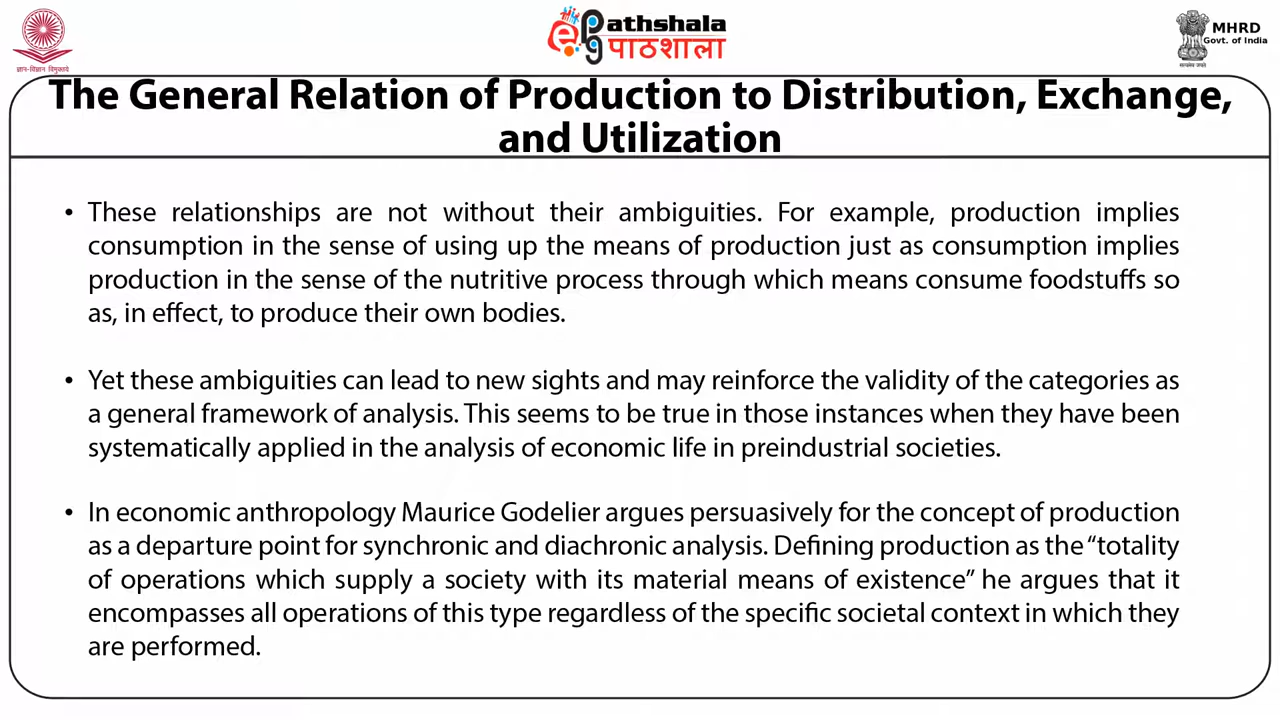 ePathshala
पाठशाला
MHRD
Govt. of India
ज्ञान-विज्ञान विमुक्तये
सत्यमेव जयते
The General Relation of Production to Distribution, Exchange,
and Utilization
• These relationships are not without their ambiguities. For example, production implies
consumption in the sense of using up the means of production just as consumption implies
production in the sense of the nutritive process through which means consume foodstuffs so
as, in effect, to produce their own bodies.
• Yet these ambiguities can lead to new sights and may reinforce the validity of the categories as
a general framework of analysis. This seems to be true in those instances when they have been
systematically applied in the analysis of economic life in preindustrial societies.
• In economic anthropology Maurice Godelier argues persuasively for the concept of production
as a departure point for synchronic and diachronic analysis. Defining production as the “totality
of operations which supply a society with its material means of existence” he argues that it
encompasses all operations of this type regardless of the specific societal context in which they
are performed.